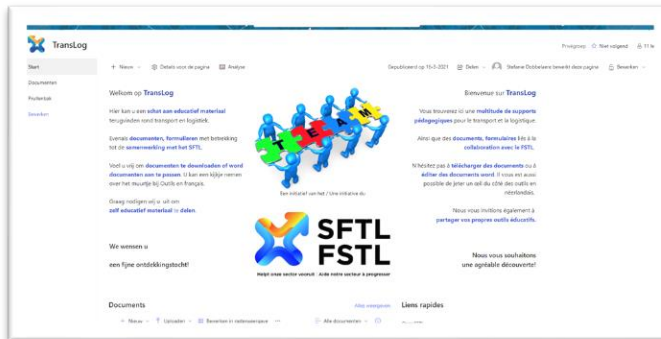 TransLog
Privégroep
Niet volgend
Start
Documenten
Prullenbak
Bewerken
+ Nieuw
Details voor de pagina
Analyse
Gepubliceerd op 10-5-2021
Delen
Stefanie Dobbelaere bewerkt deze pagina
Bewerken
Welkom op TransLog
Hier kan u een schat aan educatief materiaal
terugvinden rond transport en logistiek.
Evenals documenten, formulieren met betrekking
tot de samenwerking met het SFTL.
Voel u vrij om documenten te downloaden of word
documenten aan te passen. U kan een kijkje nemen
over het muurtje bij Outils en français.
Graag nodigen wij u uit om
zelf educatief materiaal te delen.
We wensen u
een fijne ontdekkingstocht!
TEAM
Een initiatief van het / Une initiative du
SFTL
FSTL
Helpt onze sector vooruit
Aide notre secteur à progresser
Bienvenue sur TransLog
Vous trouverez ici une multitude de supports
pédagogiques pour le transport et la logistique.
Ainsi que des documents, formulaires liés à la
collaboration avec le FSTL.
N'hésitez pas à télécharger des documents ou à
éditer des documents word. Il vous est aussi
possible de jeter un œil du côté des outils en
néerlandais.
Nous vous invitons également à
partager vos propres outils éducatifs.
Nous vous souhaitons
une agréable découverte!
Documents
Alles weergeven
Liens rapides
+ Nieuw
Uploaden
Bewerken in rasterweergave
Alle documenten